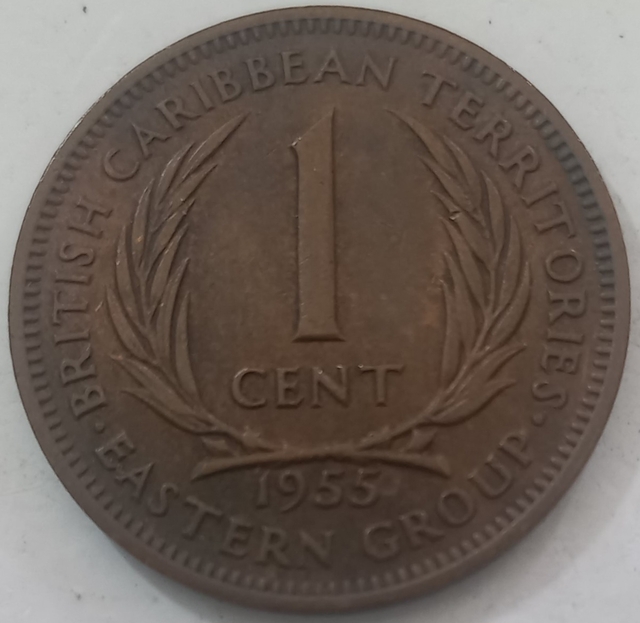 BRITISH CARIBBEAN TERRITORIES
1
CENT
1955
· EASTERN GROUP ·